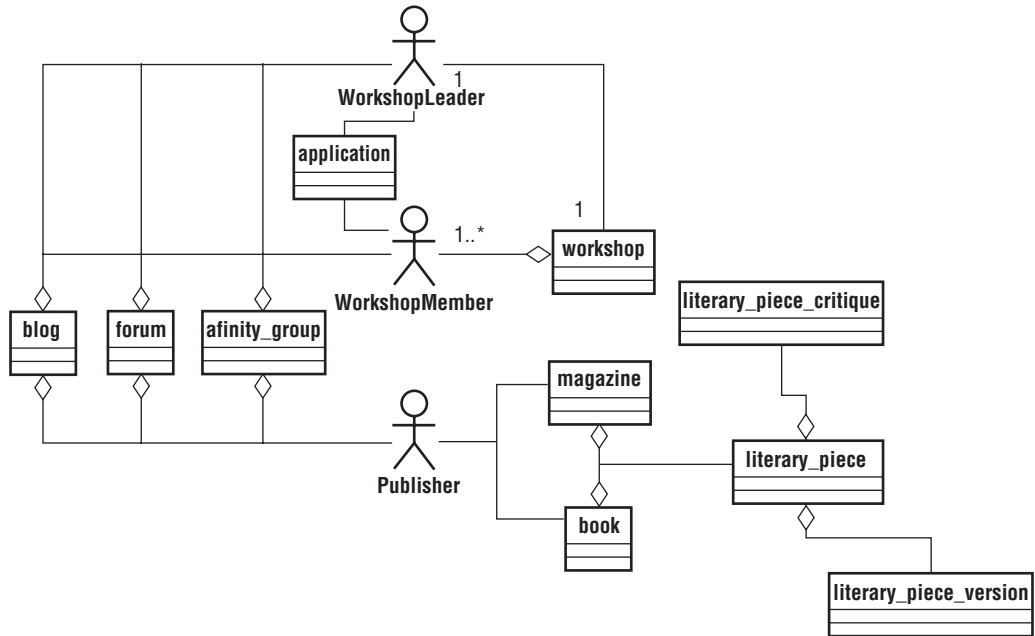 1
WorkshopLeader
application
1
1..*
workshop
WorkshopMember
literary_piece_critique
blog
forum
afinity_group
magazine
literary_piece
Publisher
book
literary_piece_version